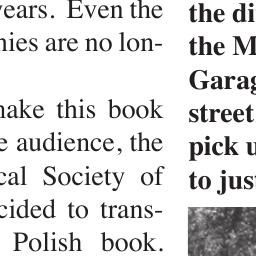 years. Even the
nies are no lon-
make this book
e audience, the
cal Society of
cided to trans-
Polish book.
the di
the M
Garag
street
pick u
to jus